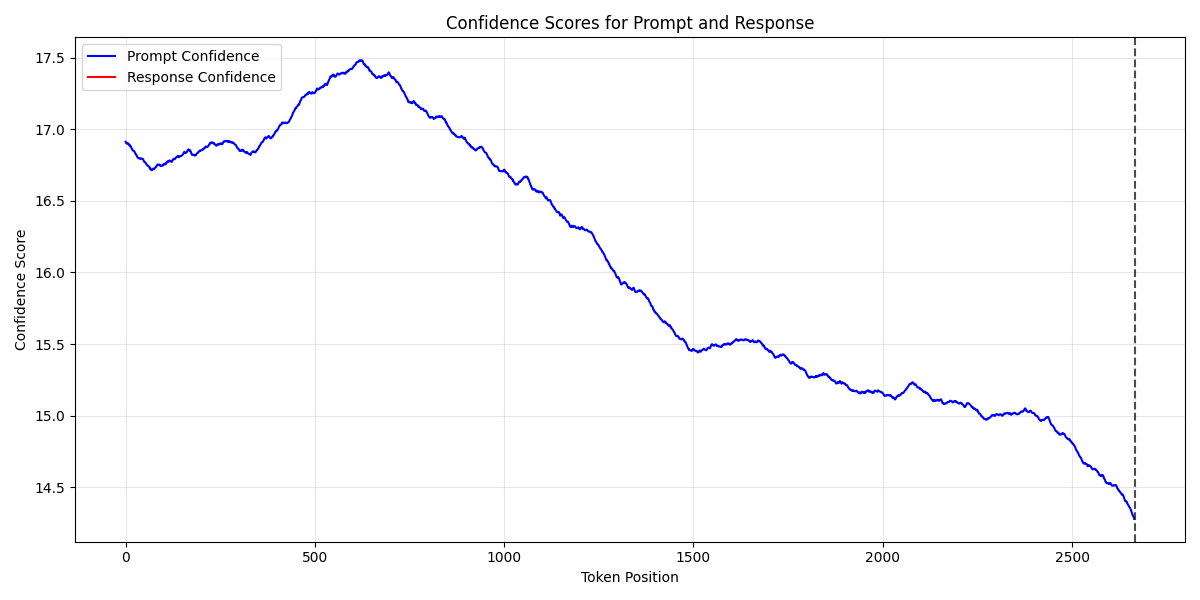 Confidence Scores for Prompt and Response
Prompt Confidence
Response Confidence
Confidence Score
17.5
17.0
16.5
16.0
15.5
15.0
14.5
0
500
1000
1500
2000
2500
Token Position